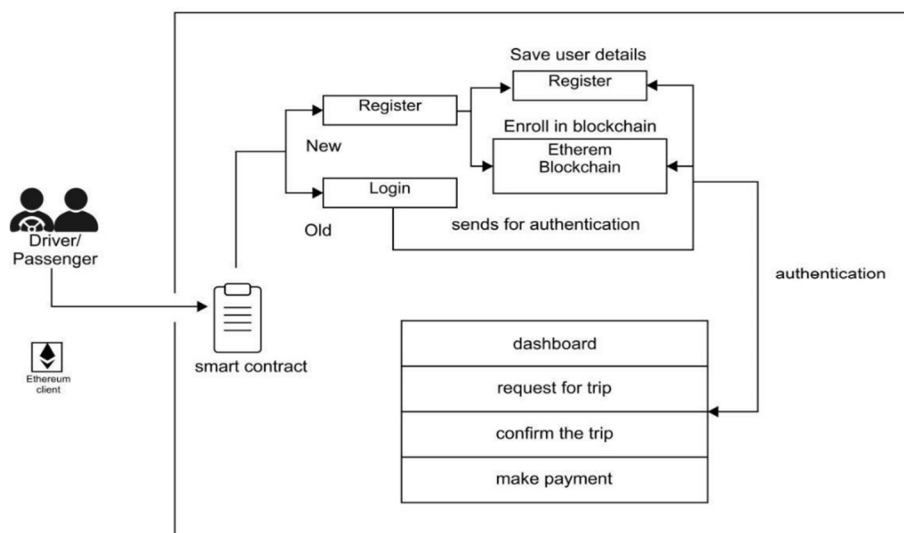 Save user details
Register
Register
Enroll in blockchain
New
Etherem
Blockchain
Login
Old
sends for authentication
Driver/
Passenger
authentication
smart contract
Ethereum
client
dashboard
request for trip
confirm the trip
make payment